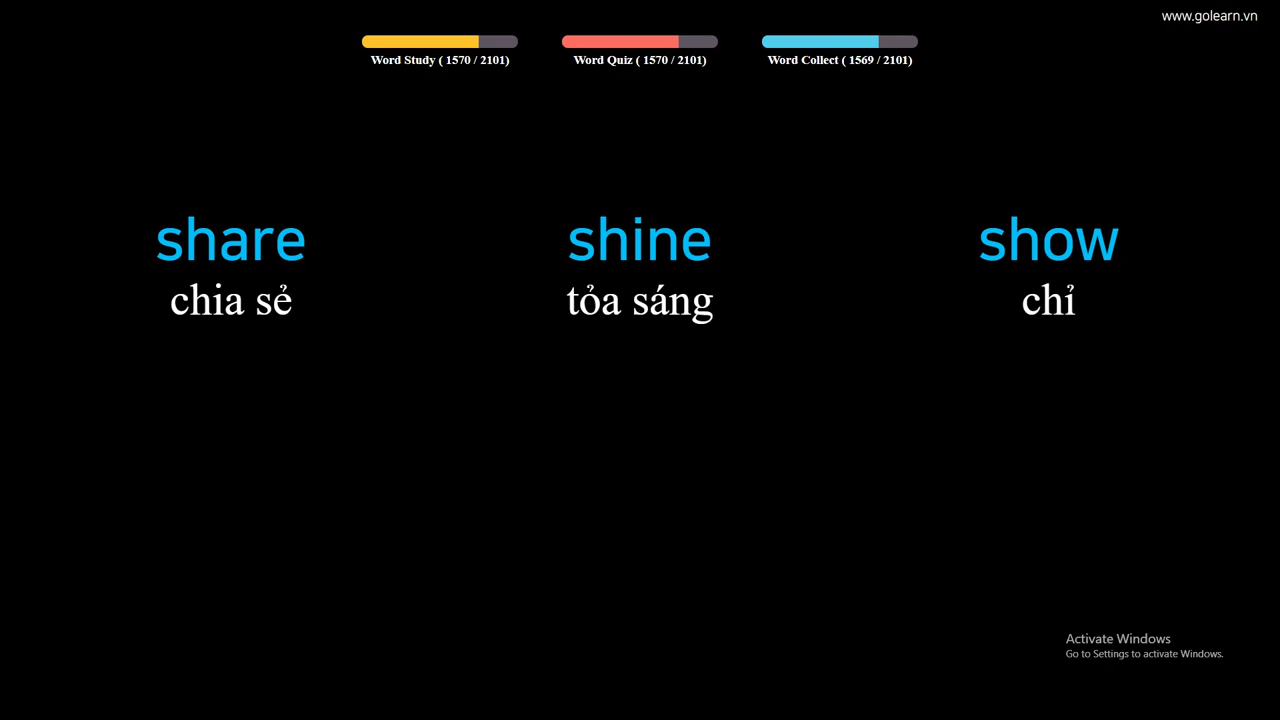 www.golearn.vn
Word Study ( 1570 / 2101)
Word Quiz ( 1570 / 2101)
Word Collect ( 1569 / 2101)
share
shine
show
chia sẻ
tỏa sáng
chỉ
Activate Windows
Go to Settings to activate Windows.